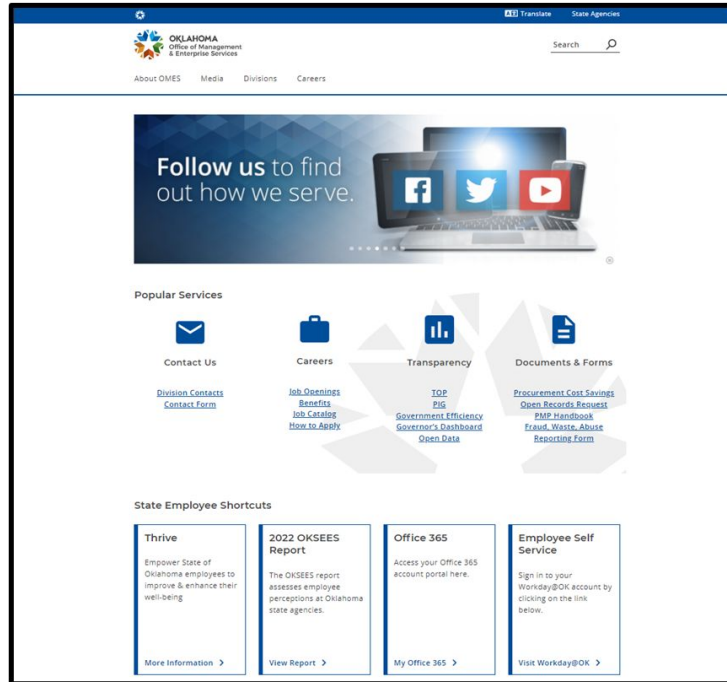 Translate State Agencies
OKLAHOMA
Office of Management
& Enterprise Services
Search
About OMES Media Divisions Careers
Follow us to find
out how we serve.
Popular Services
Contact Us
Division Contacts
Contact Form
Careers
Job Openings
Benefits
Job Catalog
How to Apply
Transparency
TOP
PIG
Government Efficiency
Governor's Dashboard
Open Data
Documents & Forms
Procurement Cost Savings
Open Records Request
PMP Handbook
Fraud, Waste, Abuse
Reporting Form
State Employee Shortcuts
Thrive
Empower State of
Oklahoma employees to
improve & enhance their
well-being
More Information >
2022 OKSEES
Report
The OKSEES report
assesses employee
perceptions at Oklahoma
state agencies.
View Report >
Office 365
Access your Office 365
account portal here.
My Office 365 >
Employee Self
Service
Sign in to your
Workday@OK account by
clicking on the link
below.
Visit Workday@OK >